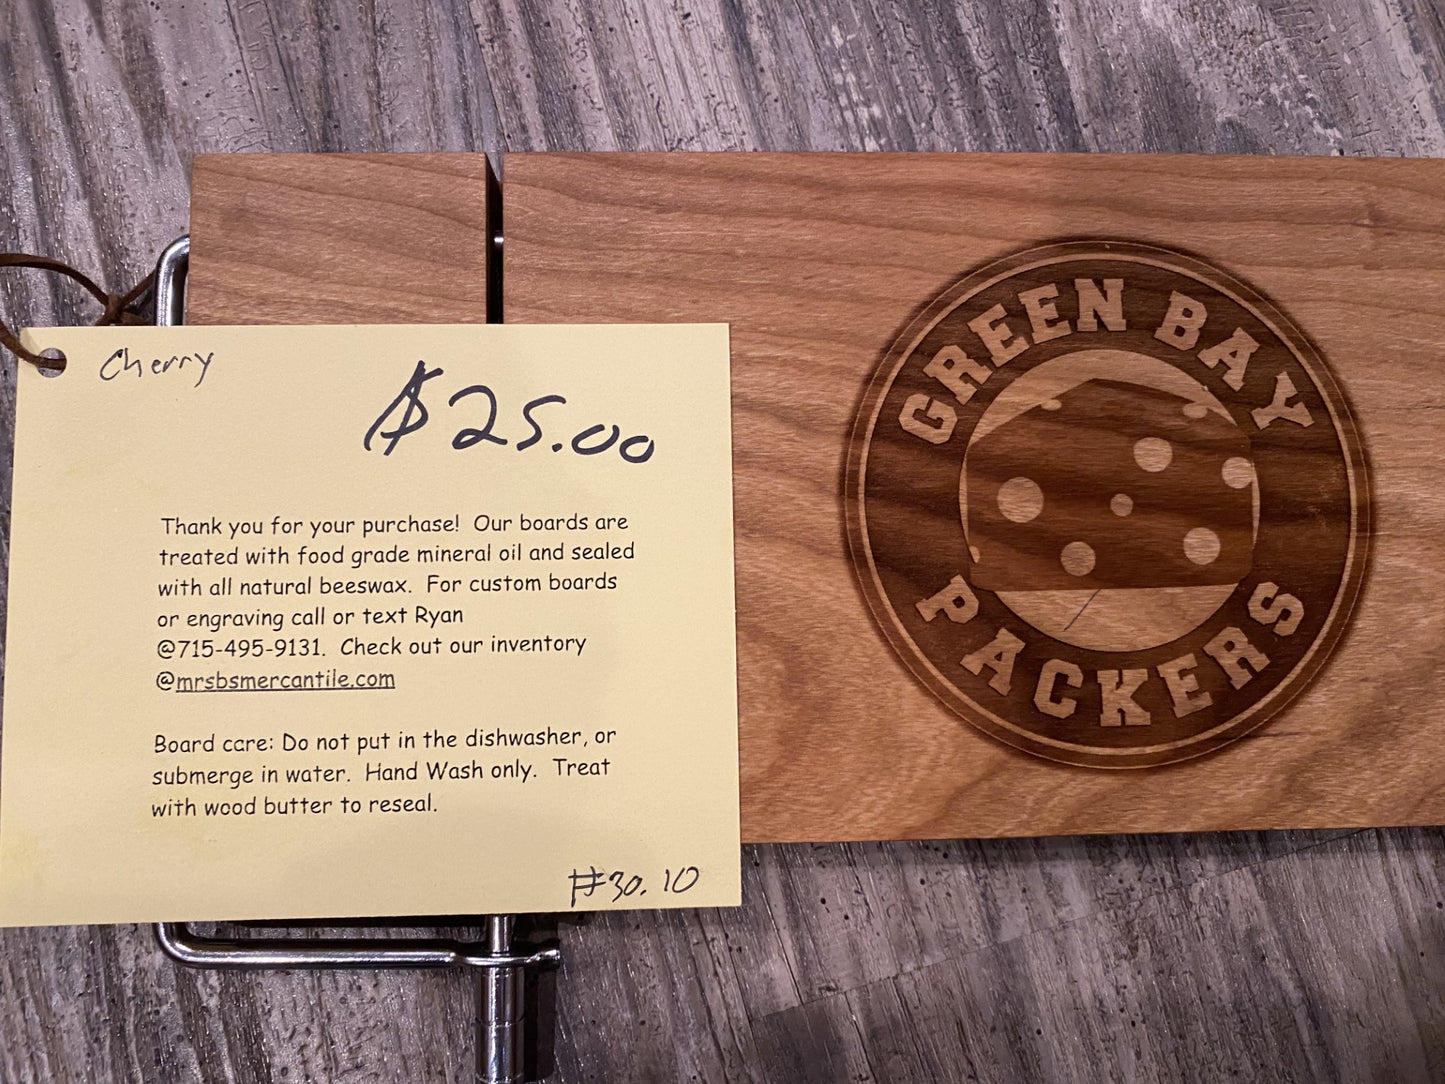 Cherry
$25.00
Thank you for your purchase! Our boards are
treated with food grade mineral oil and sealed
with all natural beeswax. For custom boards
or engraving call or text Ryan
@715-495-9131. Check out our inventory
@mrsbsmercantile.com
Board care: Do not put in the dishwasher, or
submerge in water. Hand Wash only. Treat
with wood butter to reseal.
#30.10
GREEN BAY
PACKERS